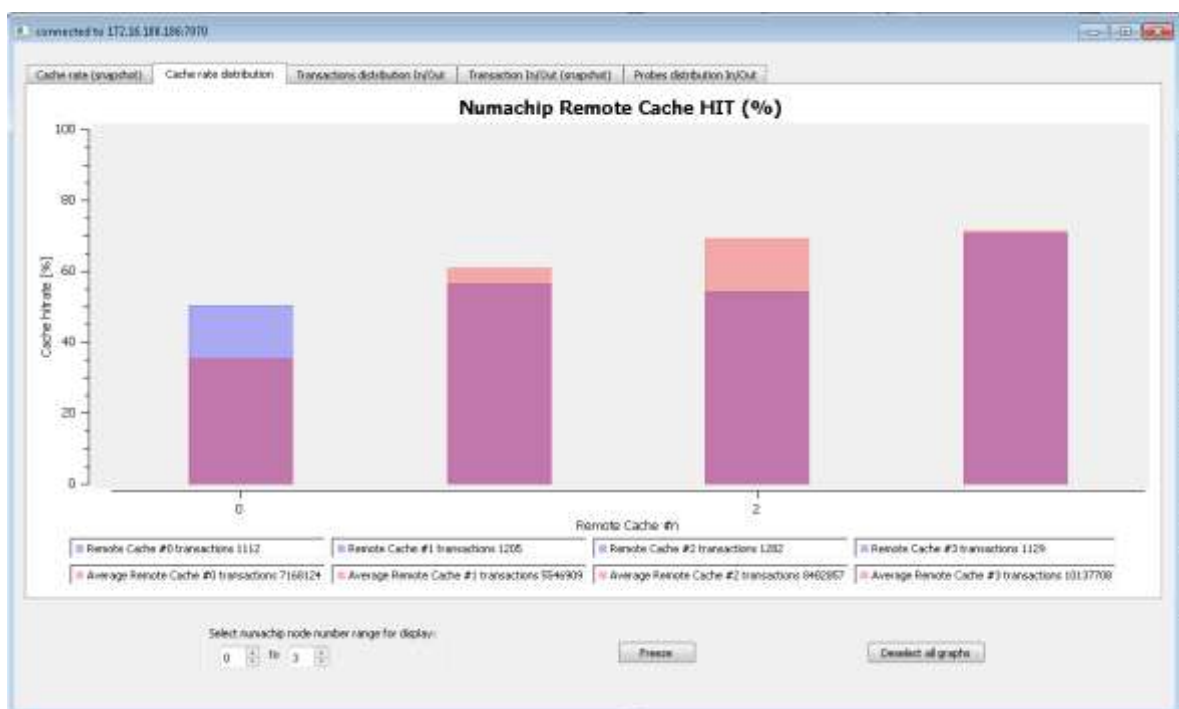 connected to 172.16.188.186:7070
Cache rate (snapshot) Cache rate distribution Transactions distribution In/Out Transaction In/Out (snapshot) Probes distribution In/Out
Numachip Remote Cache HIT (%)
100
80
60
40
20
0
Cache hitrate [%]
0 2
Remote Cache #n
Remote Cache #0 transactions 1112 Remote Cache #1 transactions 1205 Remote Cache #2 transactions 1282 Remote Cache #3 transactions 1129
Average Remote Cache #0 transactions 7168124 Average Remote Cache #1 transactions 5546909 Average Remote Cache #2 transactions 8482857 Average Remote Cache #3 transactions 10137708
Select numachip node number range for display:
0 to 3
Freeze Deselect all graphs